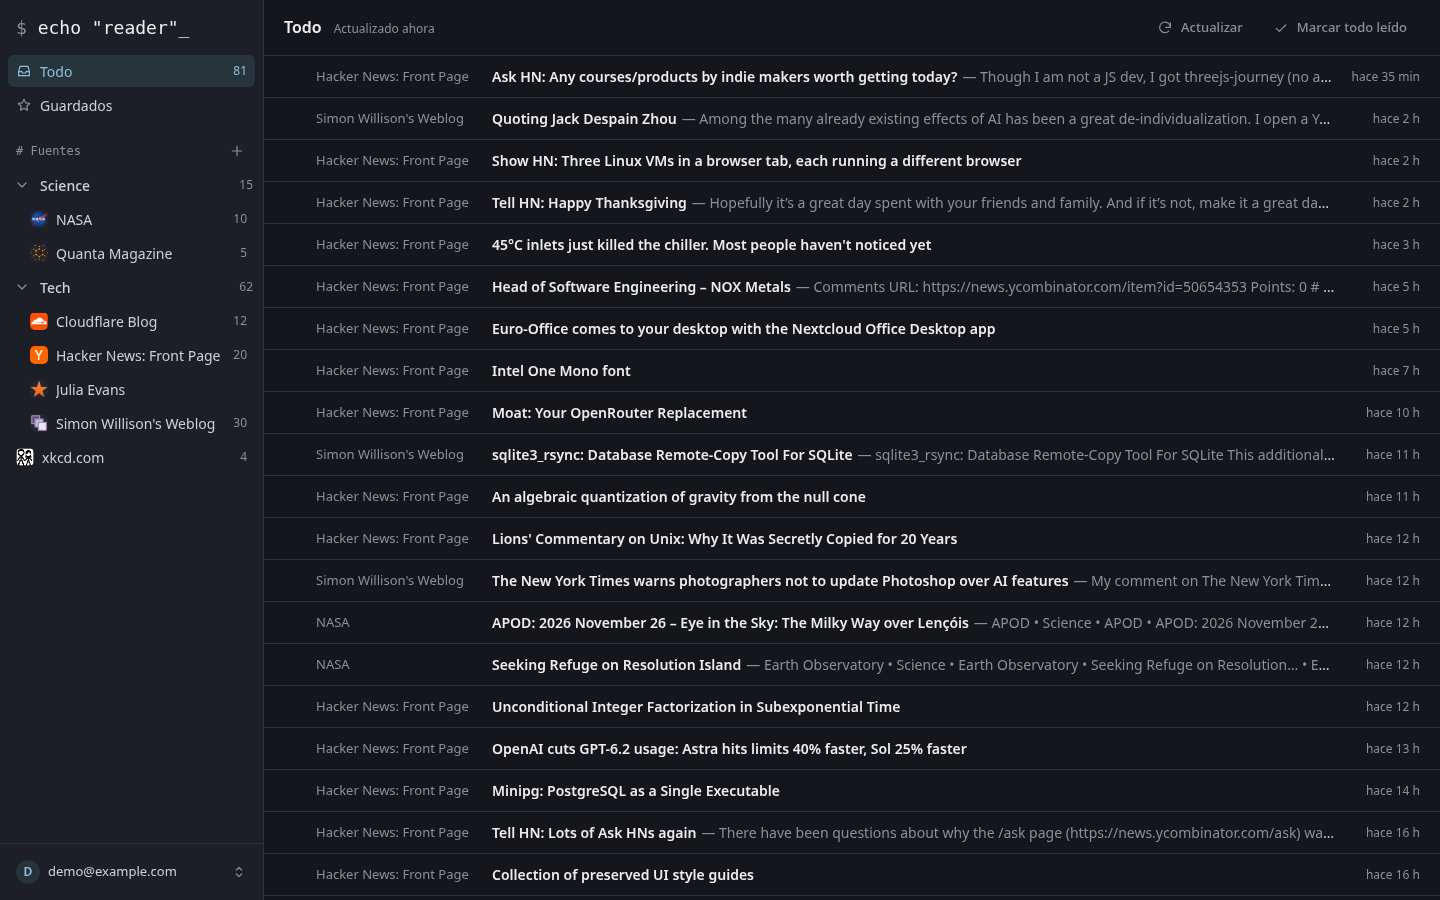 $ echo "reader"_
Todo 81
Guardados
# Fuentes
Science 15
NASA 10
Quanta Magazine 5
Tech 62
Cloudflare Blog 12
Hacker News: Front Page 20
Julia Evans
Simon Willison's Weblog 30
xkcd.com 4
D demo@example.com
Todo Actualizado ahora Actualizar Marcar todo leído
Hacker News: Front Page Ask HN: Any courses/products by indie makers worth getting today? — Though I am not a JS dev, I got threejs-journey (no a... hace 35 min
Simon Willison's Weblog Quoting Jack Despain Zhou — Among the many already existing effects of AI has been a great de-individualization. I open a Y... hace 2 h
Hacker News: Front Page Show HN: Three Linux VMs in a browser tab, each running a different browser hace 2 h
Hacker News: Front Page Tell HN: Happy Thanksgiving — Hopefully it's a great day spent with your friends and family. And if it's not, make it a great da... hace 2 h
Hacker News: Front Page 45°C inlets just killed the chiller. Most people haven't noticed yet hace 3 h
Hacker News: Front Page Head of Software Engineering – NOX Metals — Comments URL: https://news.ycombinator.com/item?id=50654353 Points: 0 # ... hace 5 h
Hacker News: Front Page Euro-Office comes to your desktop with the Nextcloud Office Desktop app hace 5 h
Hacker News: Front Page Intel One Mono font hace 7 h
Hacker News: Front Page Moat: Your OpenRouter Replacement hace 10 h
Simon Willison's Weblog sqlite3_rsync: Database Remote-Copy Tool For SQLite — sqlite3_rsync: Database Remote-Copy Tool For SQLite This additional... hace 11 h
Hacker News: Front Page An algebraic quantization of gravity from the null cone hace 11 h
Hacker News: Front Page Lions' Commentary on Unix: Why It Was Secretly Copied for 20 Years hace 12 h
Simon Willison's Weblog The New York Times warns photographers not to update Photoshop over AI features — My comment on The New York Tim... hace 12 h
NASA APOD: 2026 November 26 – Eye in the Sky: The Milky Way over Lençóis — APOD • Science • APOD • APOD: 2026 November 2... hace 12 h
NASA Seeking Refuge on Resolution Island — Earth Observatory • Science • Earth Observatory • Seeking Refuge on Resolution... • E... hace 12 h
Hacker News: Front Page Unconditional Integer Factorization in Subexponential Time hace 12 h
Hacker News: Front Page OpenAI cuts GPT-6.2 usage: Astra hits limits 40% faster, Sol 25% faster hace 13 h
Hacker News: Front Page Minipg: PostgreSQL as a Single Executable hace 14 h
Hacker News: Front Page Tell HN: Lots of Ask HNs again — There have been questions about why the /ask page (https://news.ycombinator.com/ask) wa... hace 16 h
Hacker News: Front Page Collection of preserved UI style guides hace 16 h